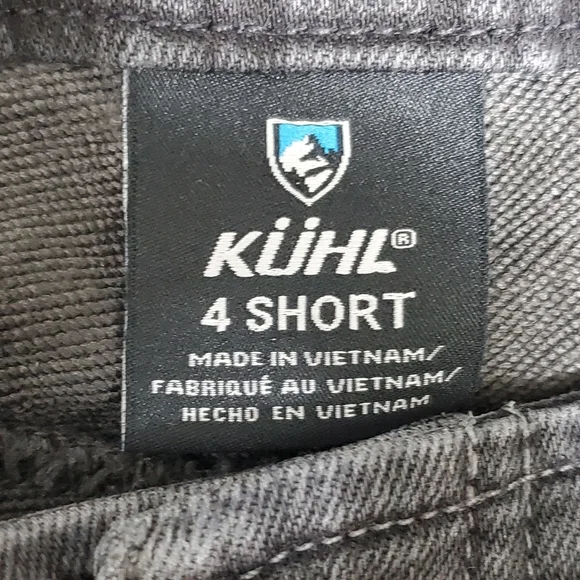 KÜHL®
4 SHORT
MADE IN VIETNAM/
FABRIQUÉ AU VIETNAM/
HECHO EN VIETNAM